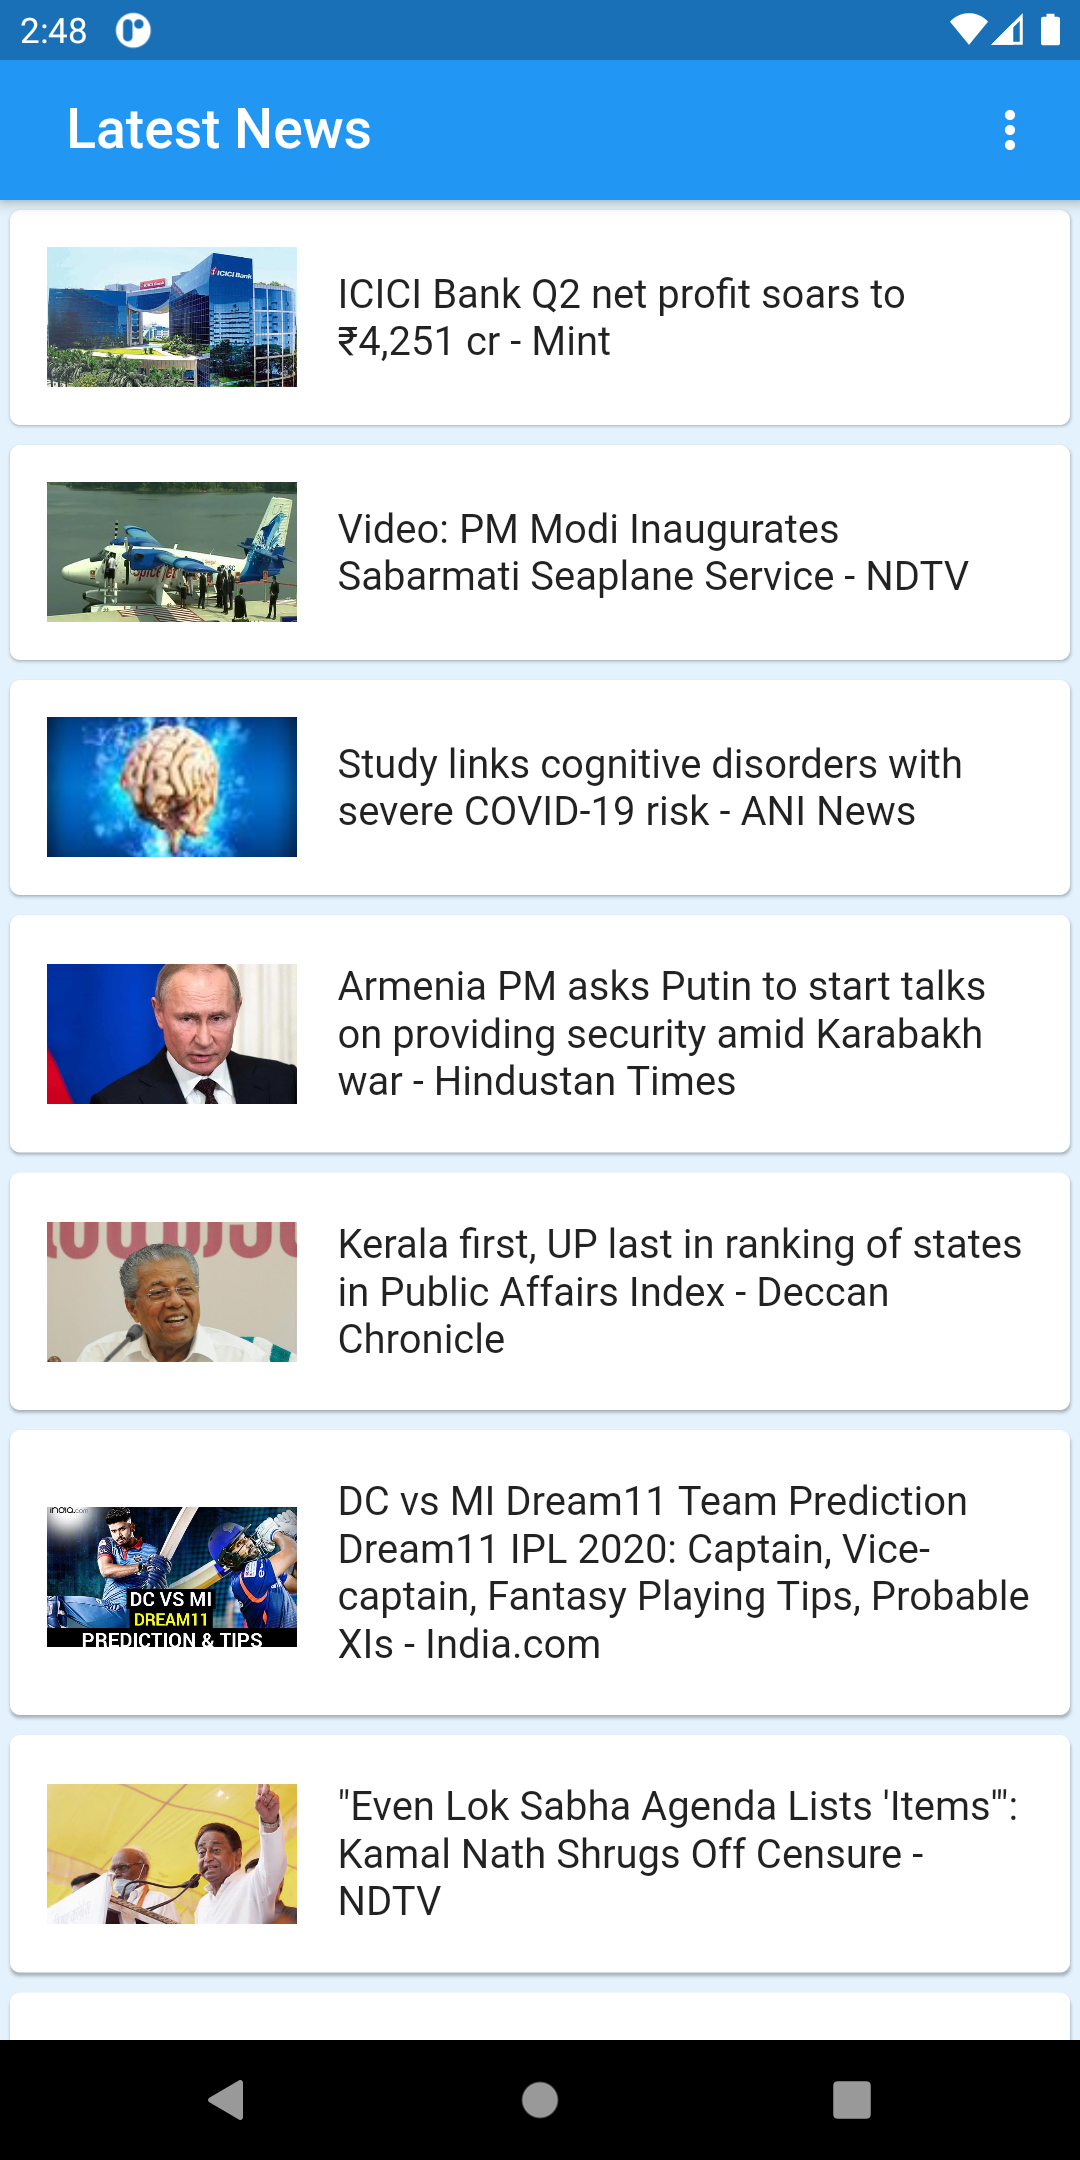 2:48
Latest News
ICICI Bank
ICICI Bank Q2 net profit soars to
₹4,251 cr - Mint
Spicejet
Video: PM Modi Inaugurates
Sabarmati Seaplane Service - NDTV
Study links cognitive disorders with
severe COVID-19 risk - ANI News
Armenia PM asks Putin to start talks
on providing security amid Karabakh
war - Hindustan Times
Kerala first, UP last in ranking of states
in Public Affairs Index - Deccan
Chronicle
india.com
DC VS MI
DREAM11
PREDICTION & TIPS
DC vs MI Dream11 Team Prediction
Dream11 IPL 2020: Captain, Vice-
captain, Fantasy Playing Tips, Probable
XIs - India.com
"Even Lok Sabha Agenda Lists 'Items'":
Kamal Nath Shrugs Off Censure -
NDTV